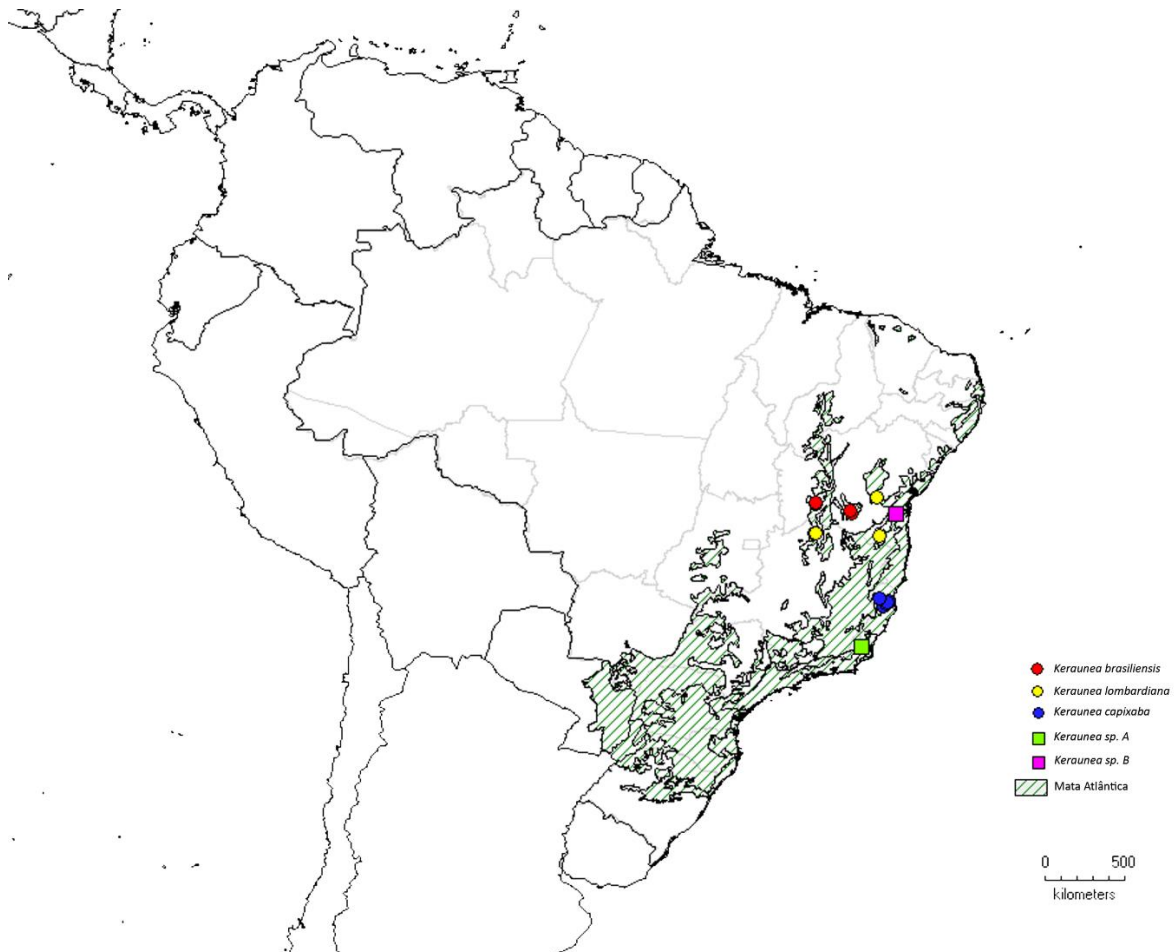 Keraunea brasiliensis
Keraunea lombardiana
Keraunea capixaba
Keraunea sp. A
Keraunea sp. B
Mata Atlântica
0 500
kilometers